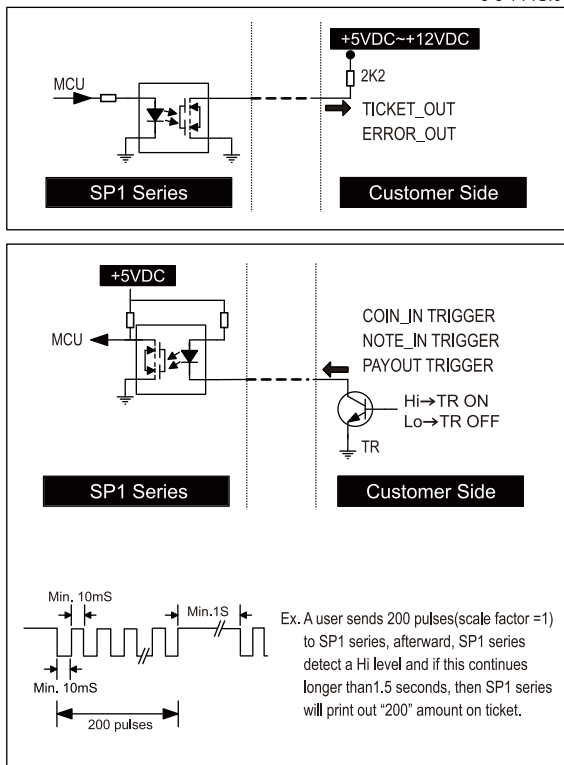 +5VDC~+12VDC
MCU
2K2
TICKET_OUT
ERROR_OUT
SP1 Series
Customer Side
+5VDC
MCU
COIN_IN TRIGGER
NOTE_IN TRIGGER
PAYOUT TRIGGER
Hi→TR ON
Lo→TR OFF
TR
SP1 Series
Customer Side
Min. 10mS
Min.1S
Min. 10mS
200 pulses
Ex. A user sends 200 pulses(scale factor =1)
to SP1 series, afterward, SP1 series
detect a Hi level and if this continues
longer than1.5 seconds, then SP1 series
will print out “200” amount on ticket.